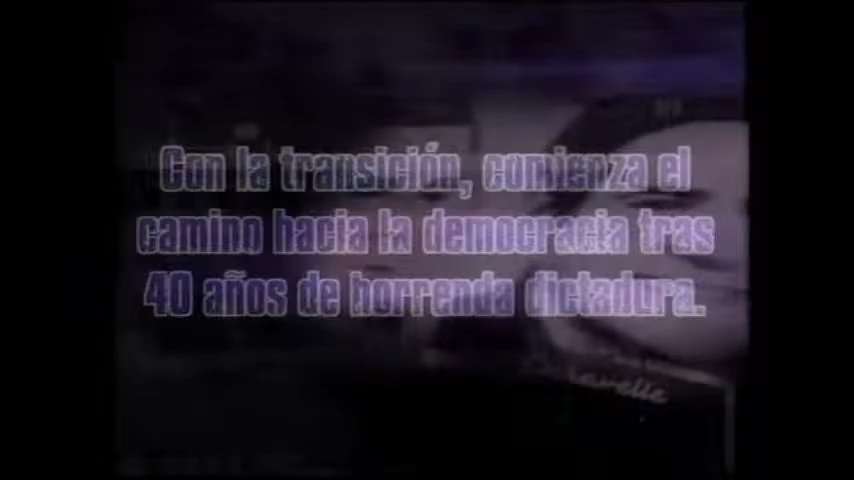 Con la transición, comienza el
camino hacia la democracia tras
40 años de horrenda dictadura.